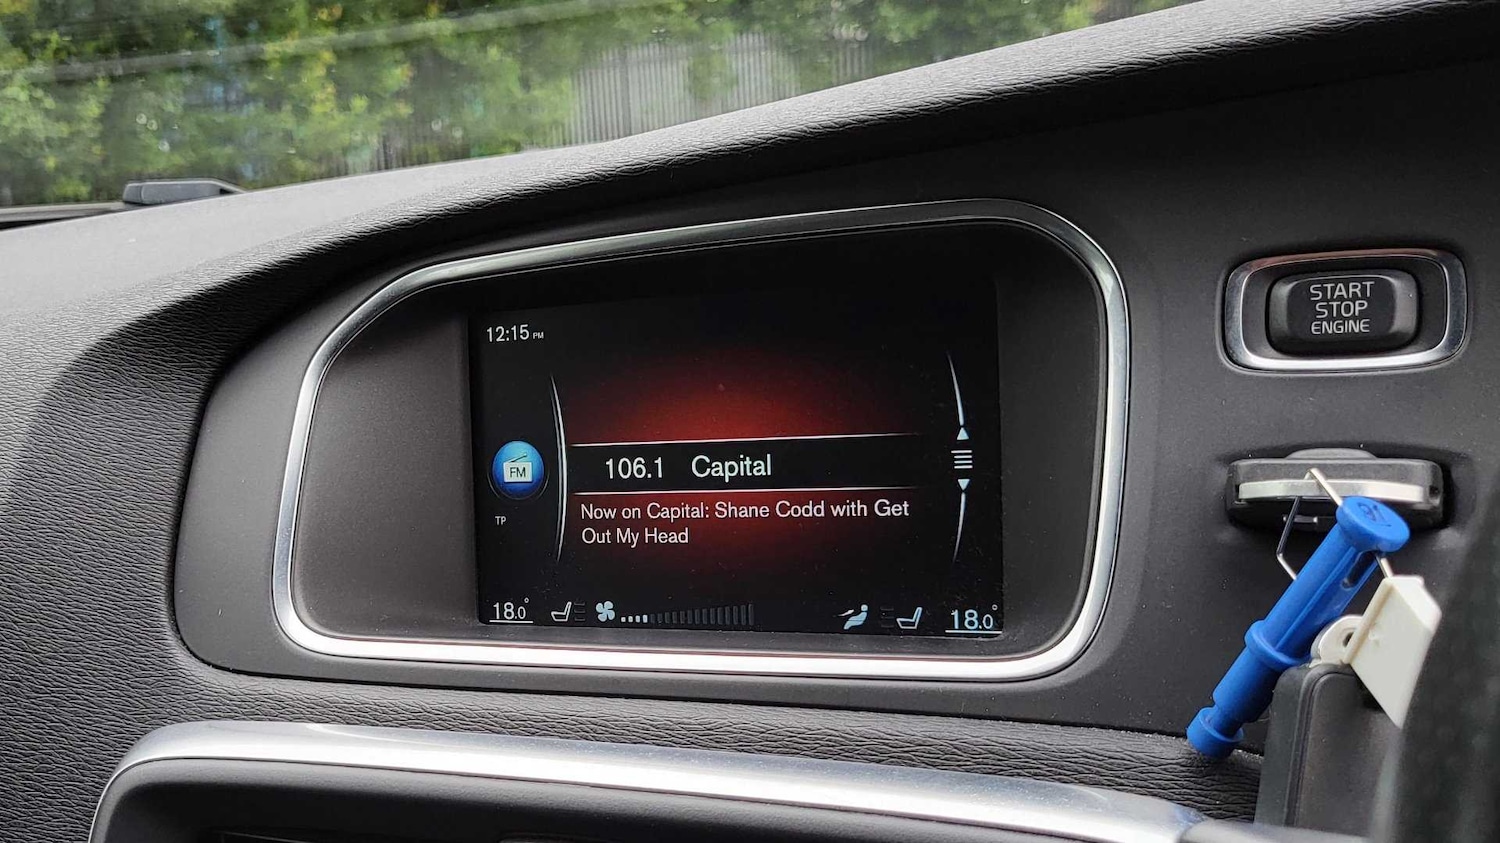 12:15 PM
FM
106.1 Capital
TP
Now on Capital: Shane Codd with Get
Out My Head
18.0°
18.0°
START
STOP
ENGINE